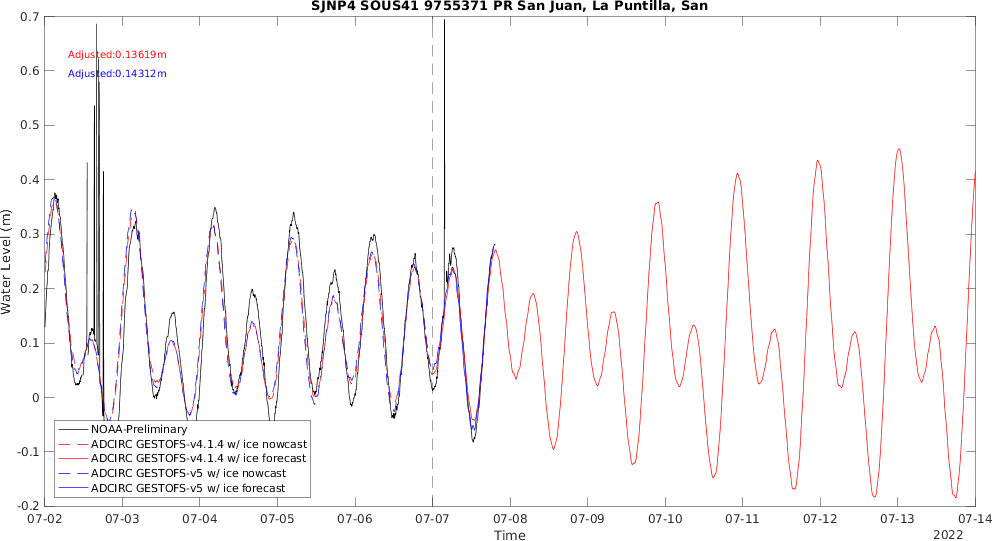 SJNP4 SOUS41 9755371 PR San Juan, La Puntilla, San
0.7
0.6
0.5
0.4
0.3
0.2
0.1
0
-0.1
-0.2
Water Level (m)
Adjusted:0.13619m
Adjusted:0.14312m
NOAA-Preliminary
ADCIRC GESTOFS-v4.1.4 w/ ice nowcast
ADCIRC GESTOFS-v4.1.4 w/ ice forecast
ADCIRC GESTOFS-v5 w/ ice nowcast
ADCIRC GESTOFS-v5 w/ ice forecast
07-02 07-03 07-04 07-05 07-06 07-07 07-08 07-09 07-10 07-11 07-12 07-13 07-14
Time
2022